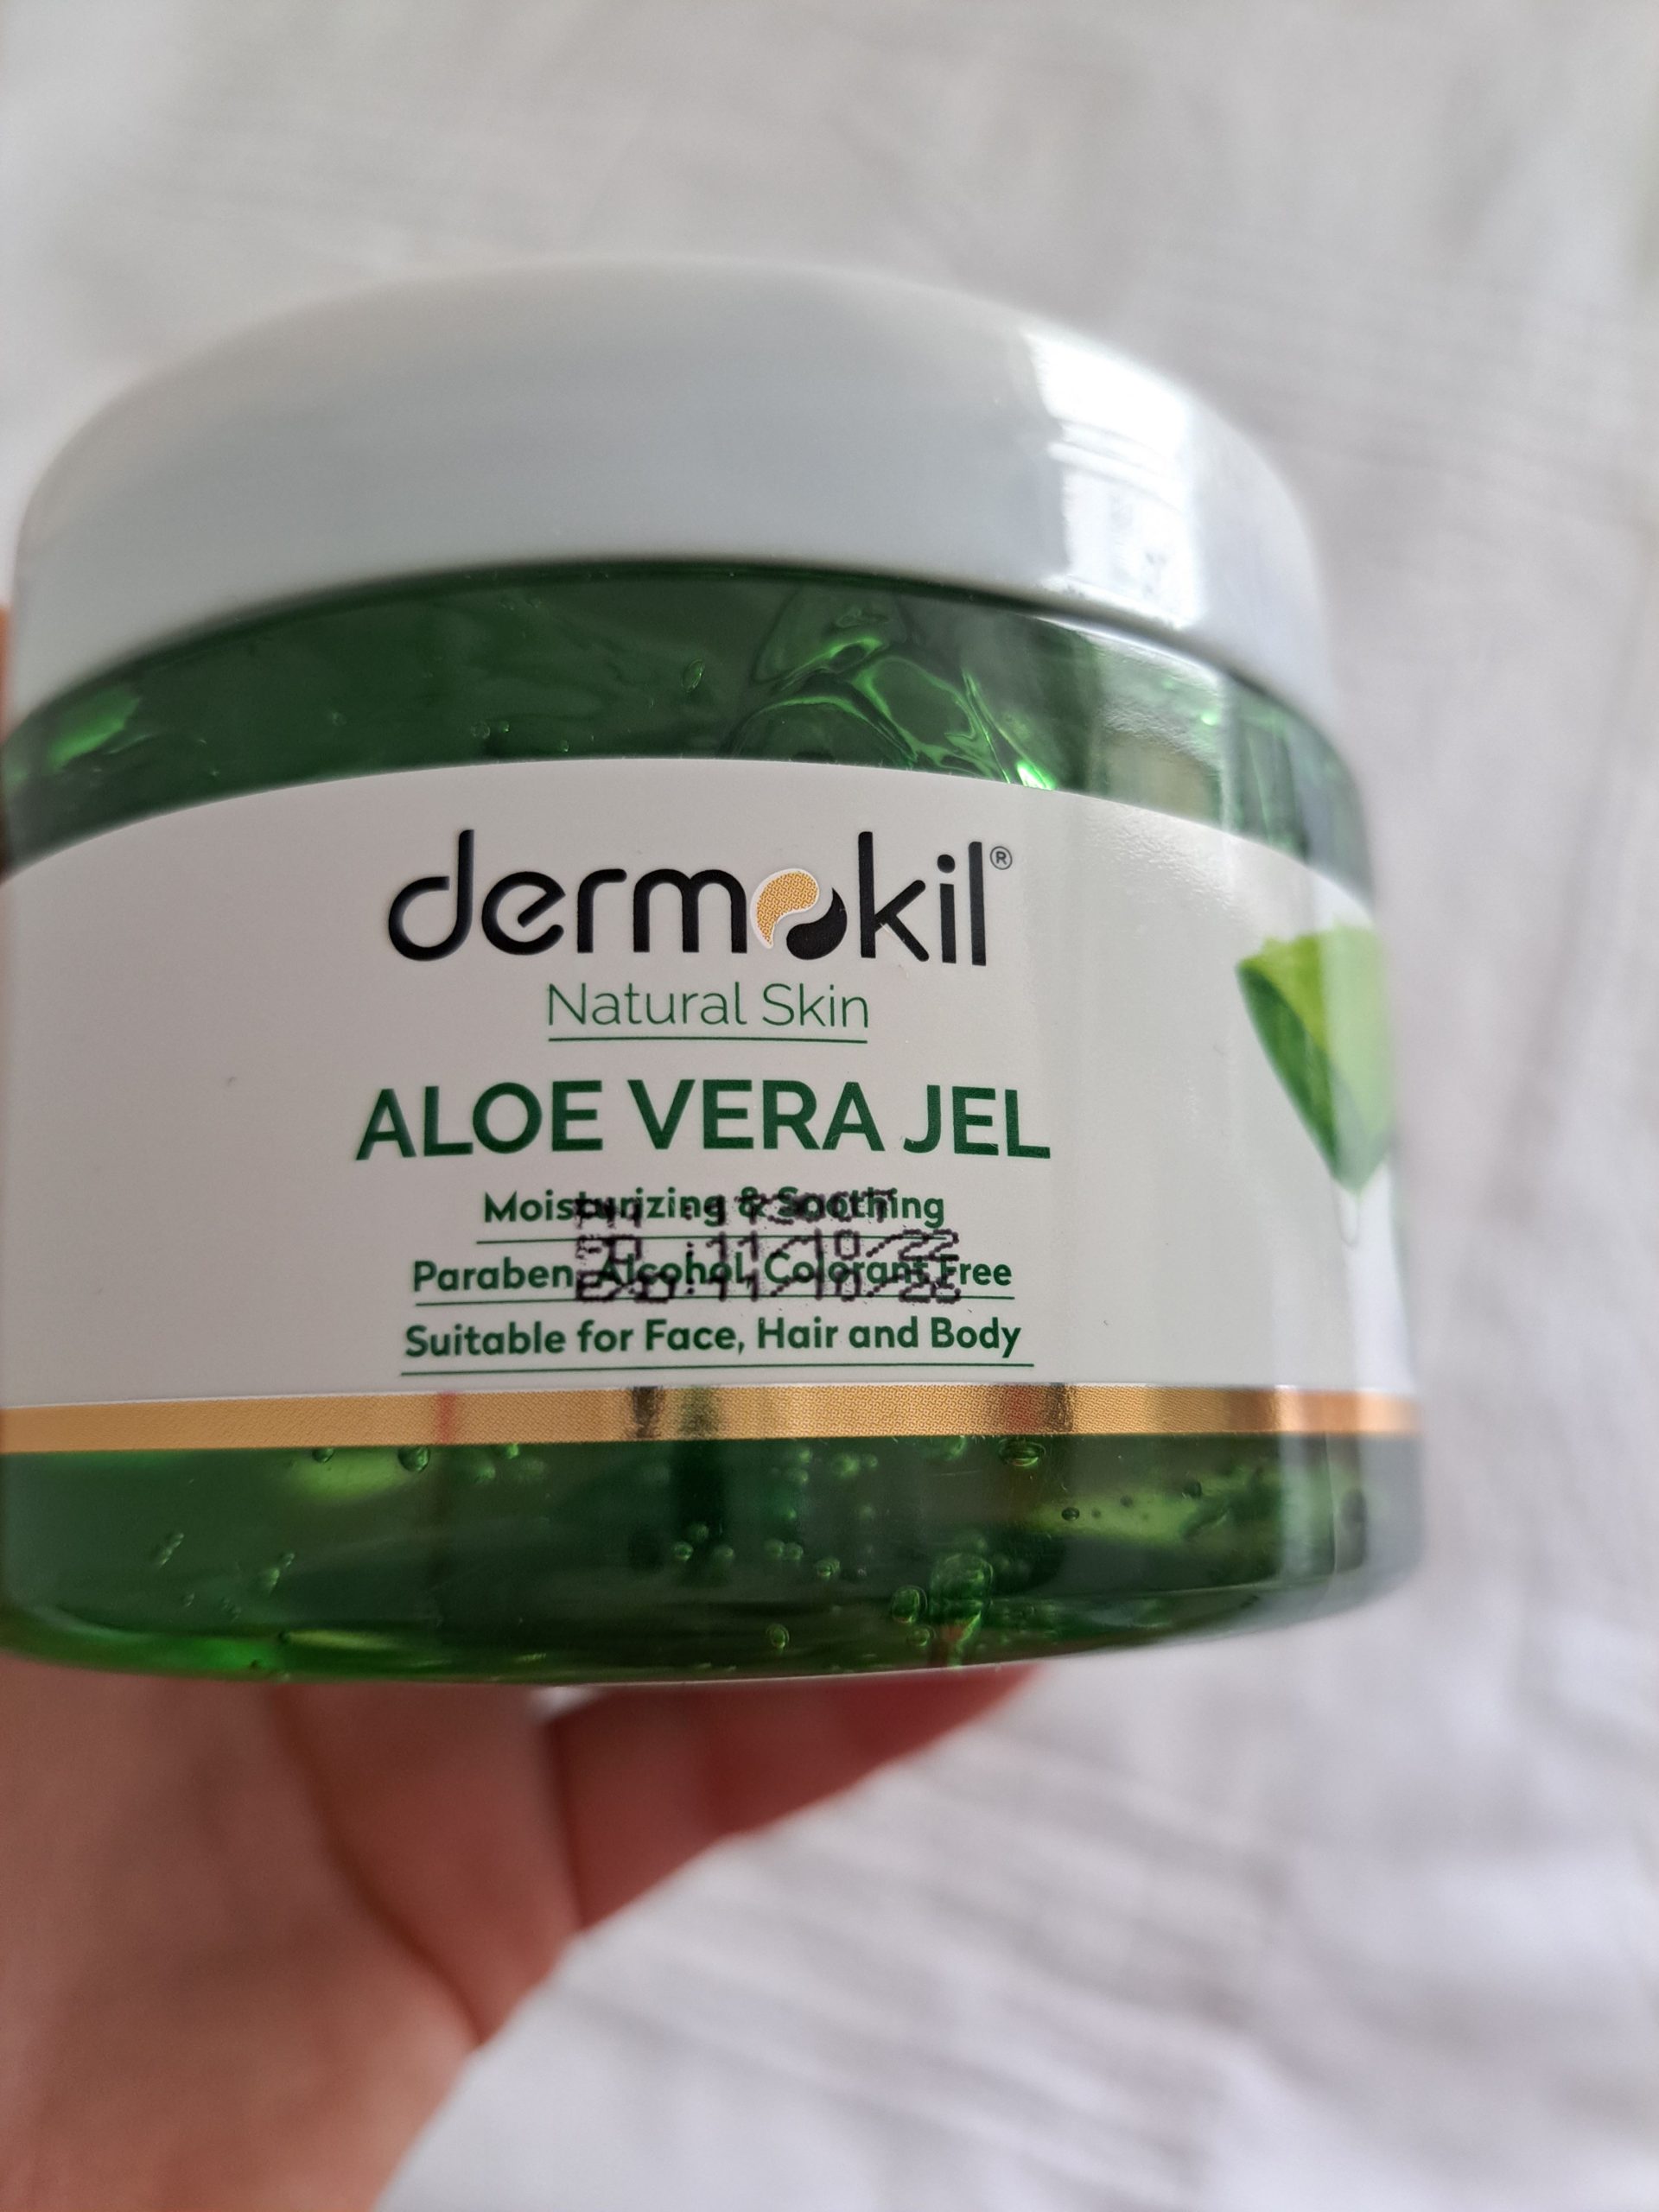 dermokil®
Natural Skin
ALOE VERA JEL
Moisturizing & Soothing
Paraben, Alcohol, Colorant Free
:11/10/22
Suitable for Face, Hair and Body